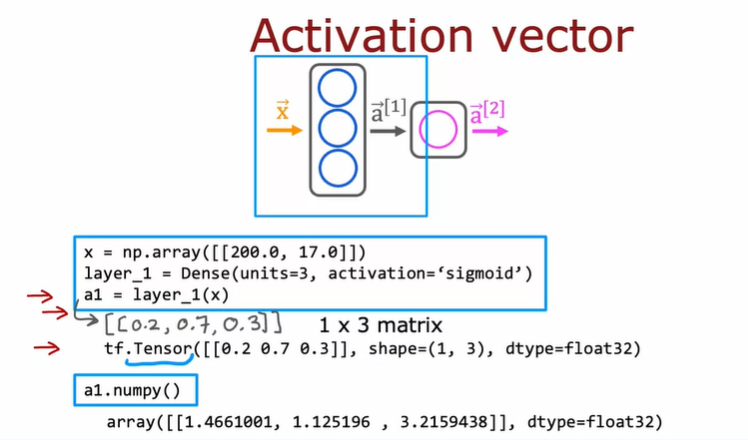 Activation vector
x⃗
a⃗[1]
a⃗[2]
x = np.array([[200.0, 17.0]])
layer_1 = Dense(units=3, activation=‘sigmoid’)
a1 = layer_1(x)
[[0.2, 0.7, 0.3]] 1 x 3 matrix
tf.Tensor([[0.2 0.7 0.3]], shape=(1, 3), dtype=float32)
a1.numpy()
array([[1.4661001, 1.125196 , 3.2159438]], dtype=float32)